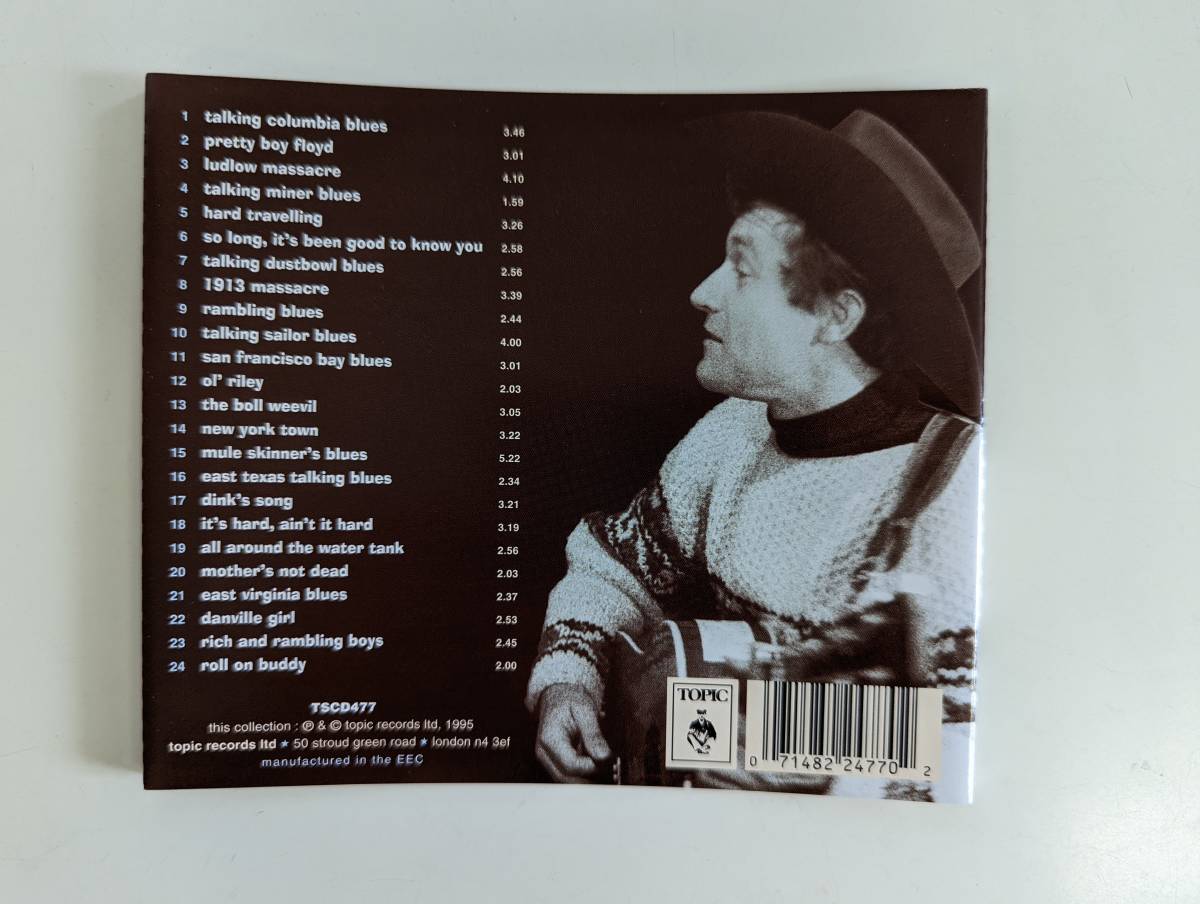 1 talking columbia blues 3.46
2 pretty boy floyd 3.01
3 ludlow massacre 4.10
4 talking miner blues 1.59
5 hard travelling 3.26
6 so long, it's been good to know you 2.58
7 talking dustbowl blues 2.56
8 1913 massacre 3.39
9 rambling blues 2.44
10 talking sailor blues 4.00
11 san francisco bay blues 3.01
12 ol' riley 2.03
13 the boll weevil 3.05
14 new york town 3.22
15 mule skinner's blues 5.22
16 east texas talking blues 2.34
17 dink's song 3.21
18 it's hard, ain't it hard 3.19
19 all around the water tank 2.56
20 mother's not dead 2.03
21 east virginia blues 2.37
22 danville girl 2.53
23 rich and rambling boys 2.45
24 roll on buddy 2.00
TSCD477
this collection : ℗ & © topic records ltd, 1995
topic records ltd ★ 50 stroud green road ★ london n4 3ef
manufactured in the EEC
TOPIC
0 71482 24770 2